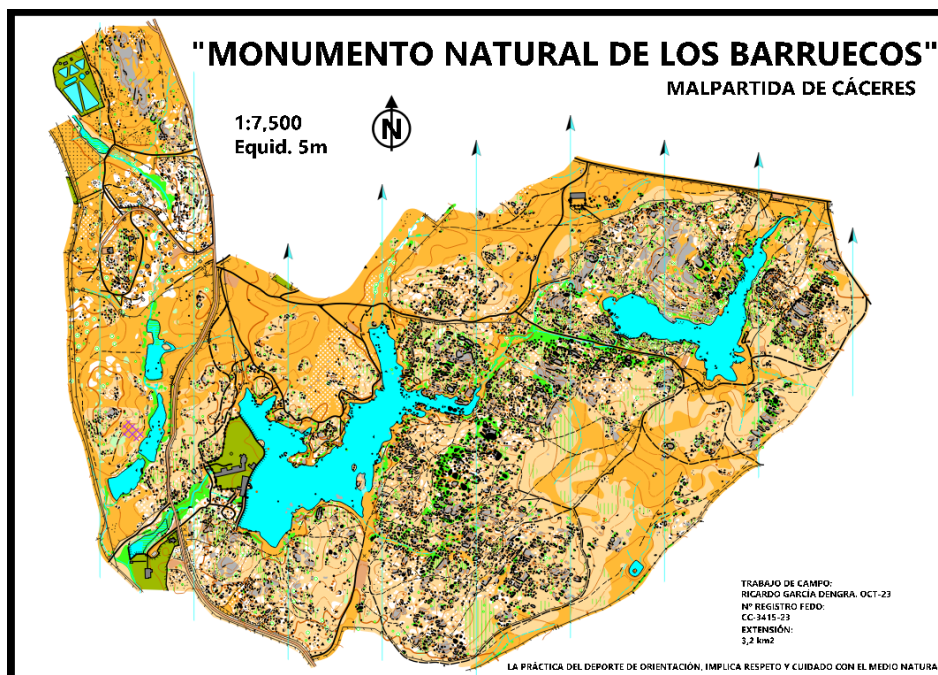 "MONUMENTO NATURAL DE LOS BARRUECOS"
MALPARTIDA DE CÁCERES
1:7,500
Equid. 5m
N
TRABAJO DE CAMPO:
RICARDO GARCÍA DENGRA. OCT-23
Nº REGISTRO FEDO:
CC-3415-23
EXTENSIÓN:
3,2 km2
LA PRÁCTICA DEL DEPORTE DE ORIENTACIÓN, IMPLICA RESPETO Y CUIDADO CON EL MEDIO NATURA